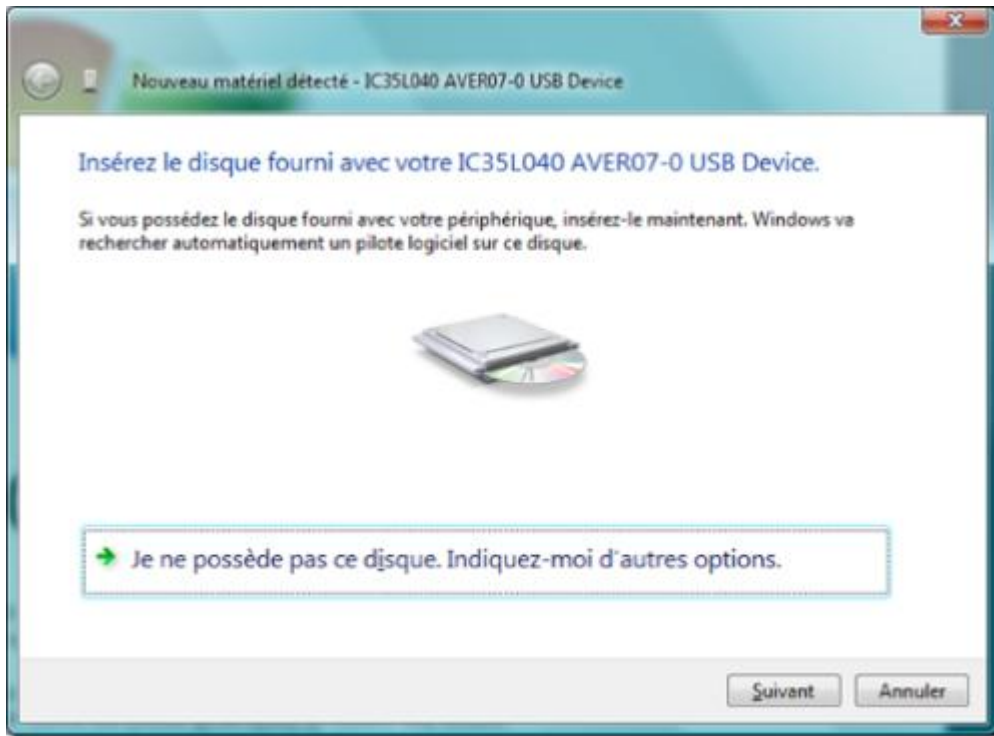 Nouveau matériel détecté - IC35L040 AVER07-0 USB Device
Insérez le disque fourni avec votre IC35L040 AVER07-0 USB Device.
Si vous possédez le disque fourni avec votre périphérique, insérez-le maintenant. Windows va
rechercher automatiquement un pilote logiciel sur ce disque.
Je ne possède pas ce disque. Indiquez-moi d'autres options.
Suivant
Annuler